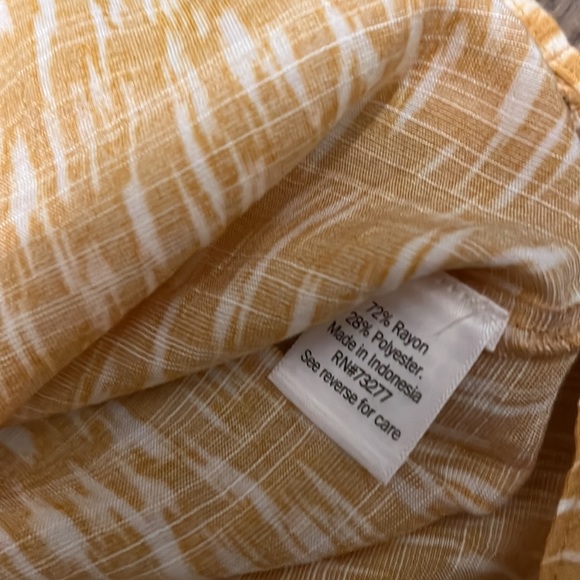 72% Rayon
28% Polyester.
Made in Indonesia
RN#73277
See reverse for care